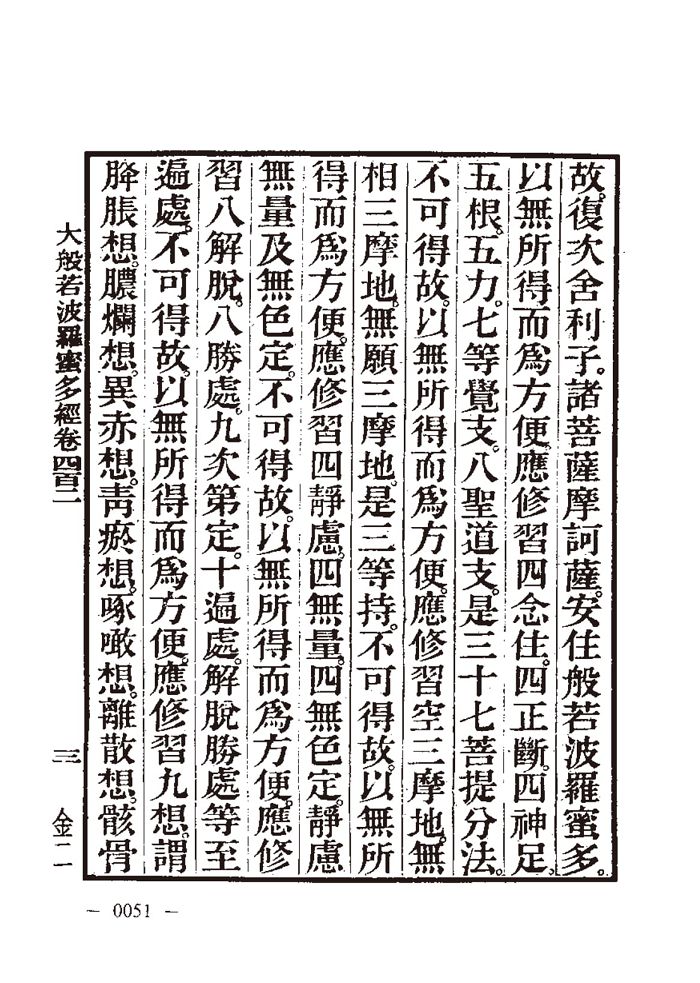 故。復次舍利子。諸菩薩摩訶薩。安住般若波羅蜜多。
以無所得而爲方便。應修習四念住。四正斷。四神足。
五根。五力。七等覺支。八聖道支。是三十七菩提分法。
不可得故。以無所得而爲方便。應修習空三摩地。無
相三摩地。無願三摩地。是三等持。不可得故。以無所
得而爲方便。應修習四靜慮。四無量。四無色定。靜慮
無量及無色定。不可得故。以無所得而爲方便。應修
習八解脫。八勝處。九次第定。十遍處。解脫勝處等至
遍處。不可得故。以無所得而爲方便。應修習九想。謂
胮脹想。膿爛想。異赤想。靑瘀想。啄噉想。離散想。骸骨
大般若波羅蜜多經卷四百二 三 金二
— 0051 —